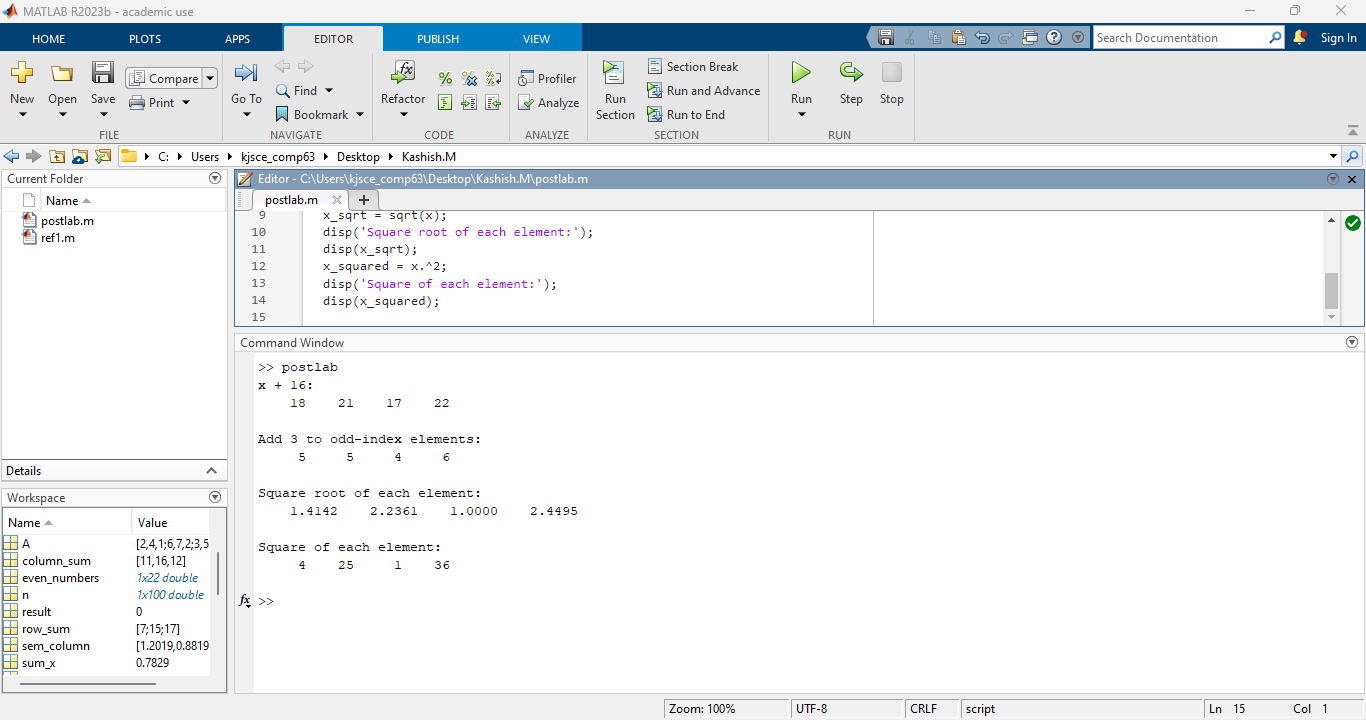 MATLAB R2023b - academic use
HOME PLOTS APPS EDITOR PUBLISH VIEW Search Documentation Sign In
New Open Save Compare Print Go To Find Bookmark Refactor Profiler Analyze Run Section Section Break Run and Advance Run to End Run Step Stop
FILE NAVIGATE CODE ANALYZE SECTION RUN
C: Users kjsce_comp63 Desktop Kashish.M
Current Folder
Name
postlab.m
ref1.m
Details
Workspace
Name Value
A [2,4,1;6,7,2;3,5
column_sum [11,16,12]
even_numbers 1x22 double
n 1x100 double
result 0
row_sum [7;15;17]
sem_column [1.2019,0.8819
sum_x 0.7829
Editor - C:\Users\kjsce_comp63\Desktop\Kashish.M\postlab.m
postlab.m
9 x_sqrt = sqrt(x);
10 disp('Square root of each element:');
11 disp(x_sqrt);
12 x_squared = x.^2;
13 disp('Square of each element:');
14 disp(x_squared);
15
Command Window
>> postlab
x + 16:
18 21 17 22
Add 3 to odd-index elements:
5 5 4 6
Square root of each element:
1.4142 2.2361 1.0000 2.4495
Square of each element:
4 25 1 36
fx >>
Zoom: 100% UTF-8 CRLF script Ln 15 Col 1